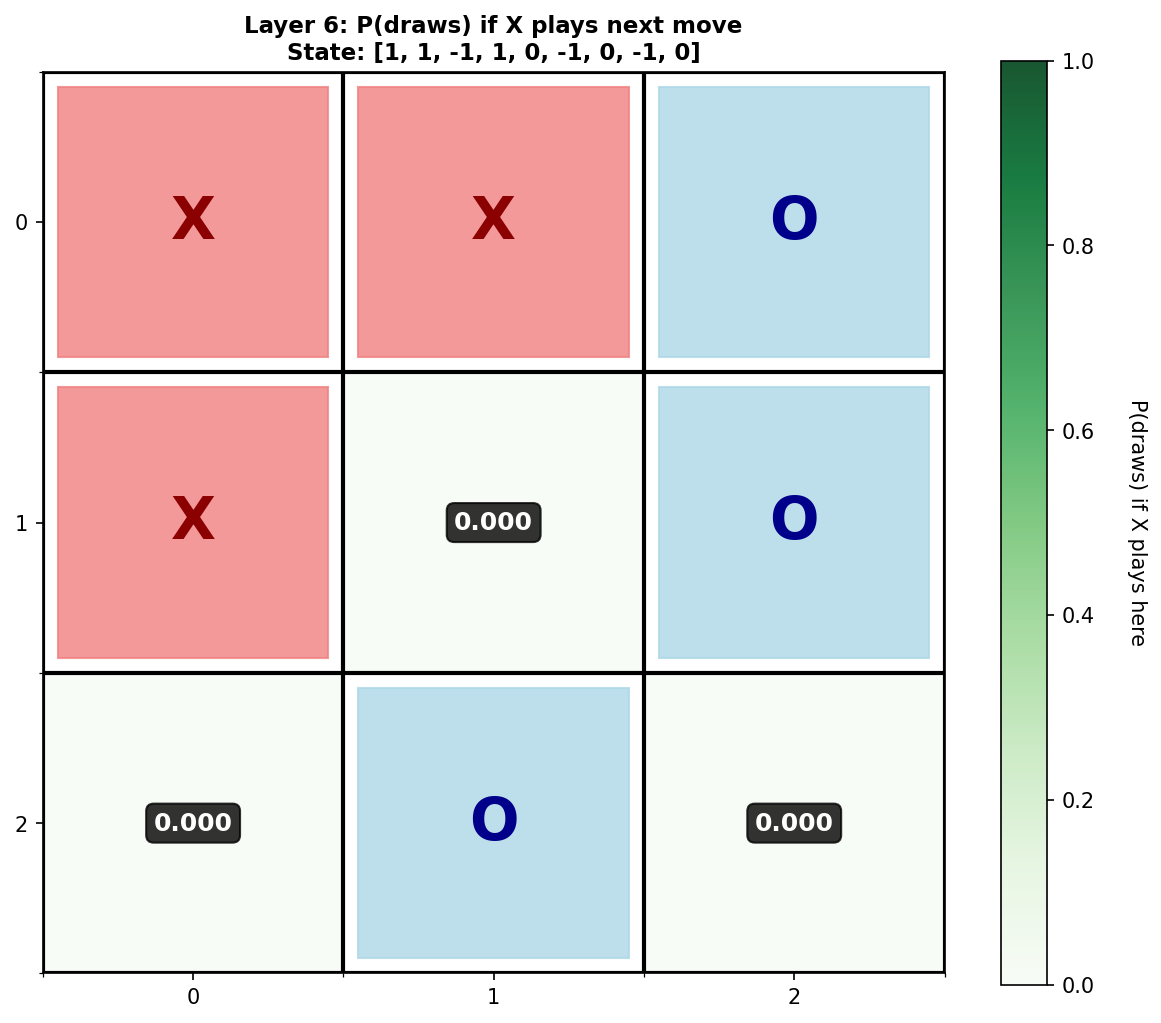 Layer 6: P(draws) if X plays next move
State: [1, 1, -1, 1, 0, -1, 0, -1, 0]
X X O
0
X 0.000 O
1
0.000 O 0.000
2
0 1 2
1.0
0.8
0.6
0.4
0.2
0.0
P(draws) if X plays here